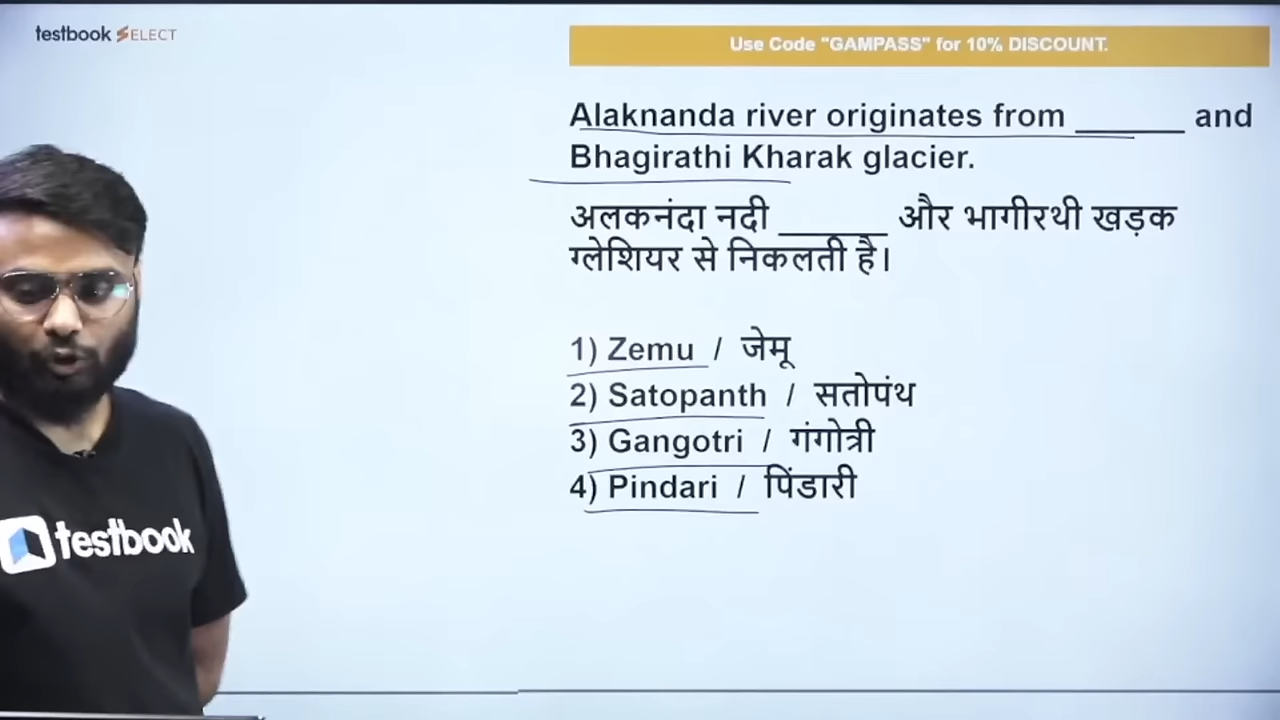 testbook SELECT
Use Code "GAMPASS" for 10% DISCOUNT.
Alaknanda river originates from ______ and
Bhagirathi Kharak glacier.
अलकनंदा नदी ______ और भागीरथी खड़क
ग्लेशियर से निकलती है।
1) Zemu / जेमू
2) Satopanth / सतोपंथ
3) Gangotri / गंगोत्री
4) Pindari / पिंडारी
testbook